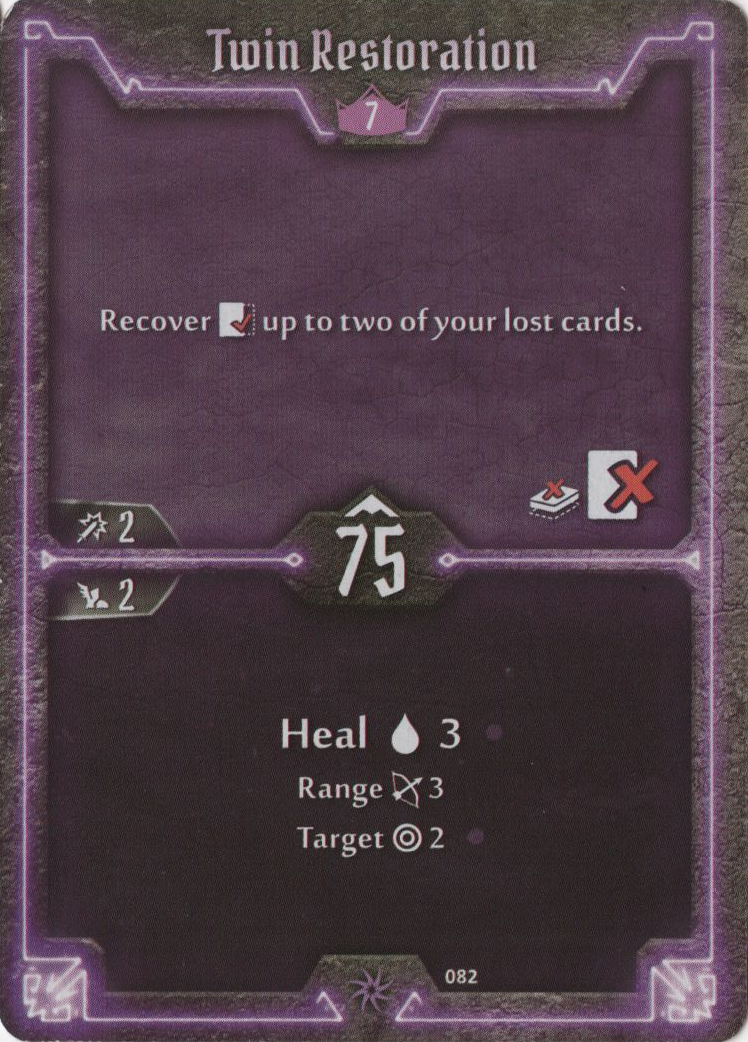 Twin Restoration
7
Recover up to two of your lost cards.
2
75
2
Heal 3
Range 3
Target 2
082